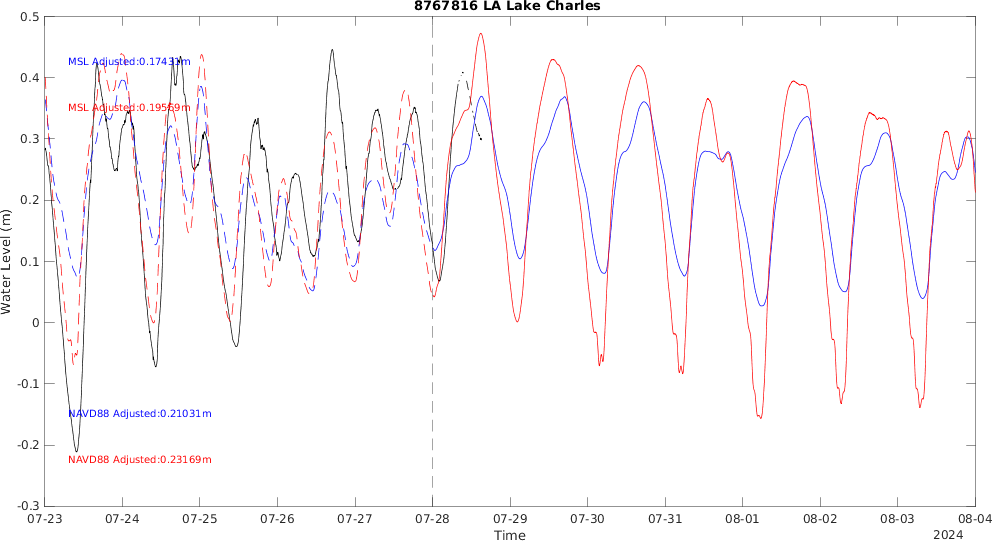 8767816 LA Lake Charles
0.5
0.4
0.3
0.2
0.1
0
-0.1
-0.2
-0.3
Water Level (m)
MSL Adjusted:0.17431m
MSL Adjusted:0.19569m
NAVD88 Adjusted:0.21031m
NAVD88 Adjusted:0.23169m
07-23 07-24 07-25 07-26 07-27 07-28 07-29 07-30 07-31 08-01 08-02 08-03 08-04
Time
2024